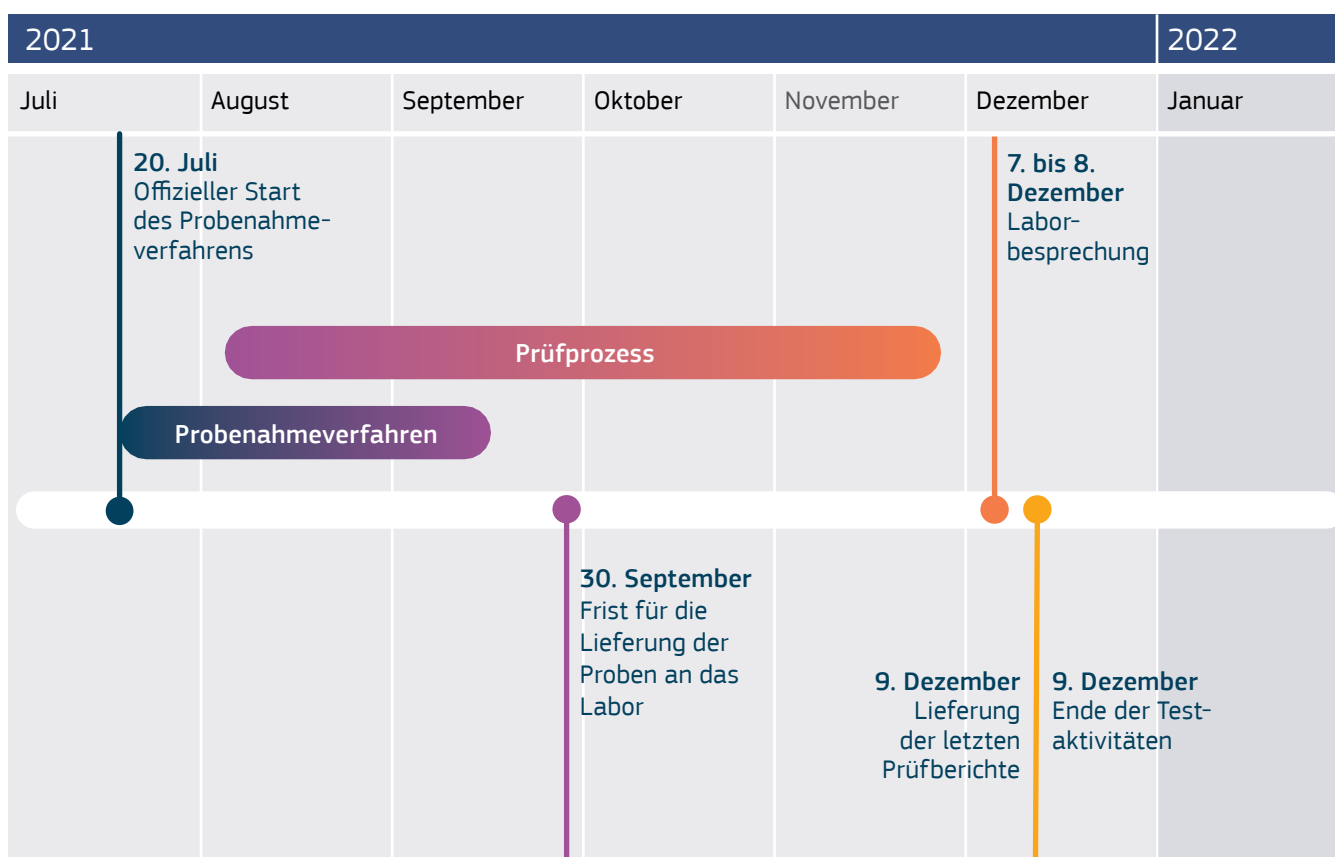 2021
2022
Juli
August
September
Oktober
November
Dezember
Januar
20. Juli
Offizieller Start
des Probenahme-
verfahrens
7. bis 8.
Dezember
Labor-
besprechung
Prüfprozess
Probenahmeverfahren
30. September
Frist für die
Lieferung der
Proben an das
Labor
9. Dezember
Lieferung
der letzten
Prüfberichte
9. Dezember
Ende der Test-
aktivitäten